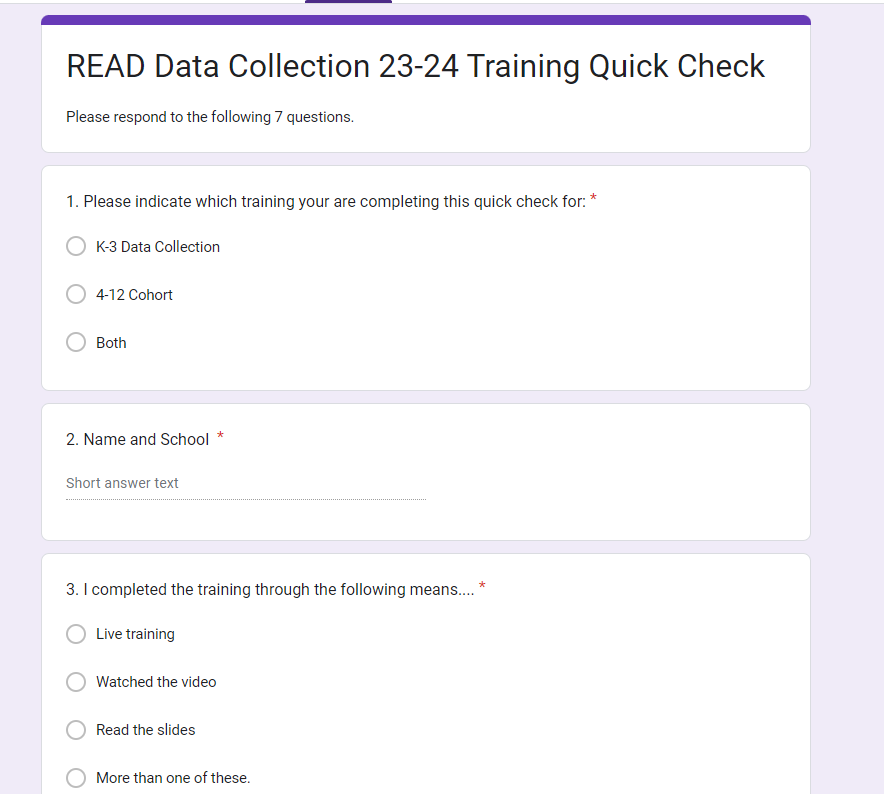 READ Data Collection 23-24 Training Quick Check
Please respond to the following 7 questions.
1. Please indicate which training your are completing this quick check for: *
K-3 Data Collection
4-12 Cohort
Both
2. Name and School *
Short answer text
3. I completed the training through the following means.... *
Live training
Watched the video
Read the slides
More than one of these.